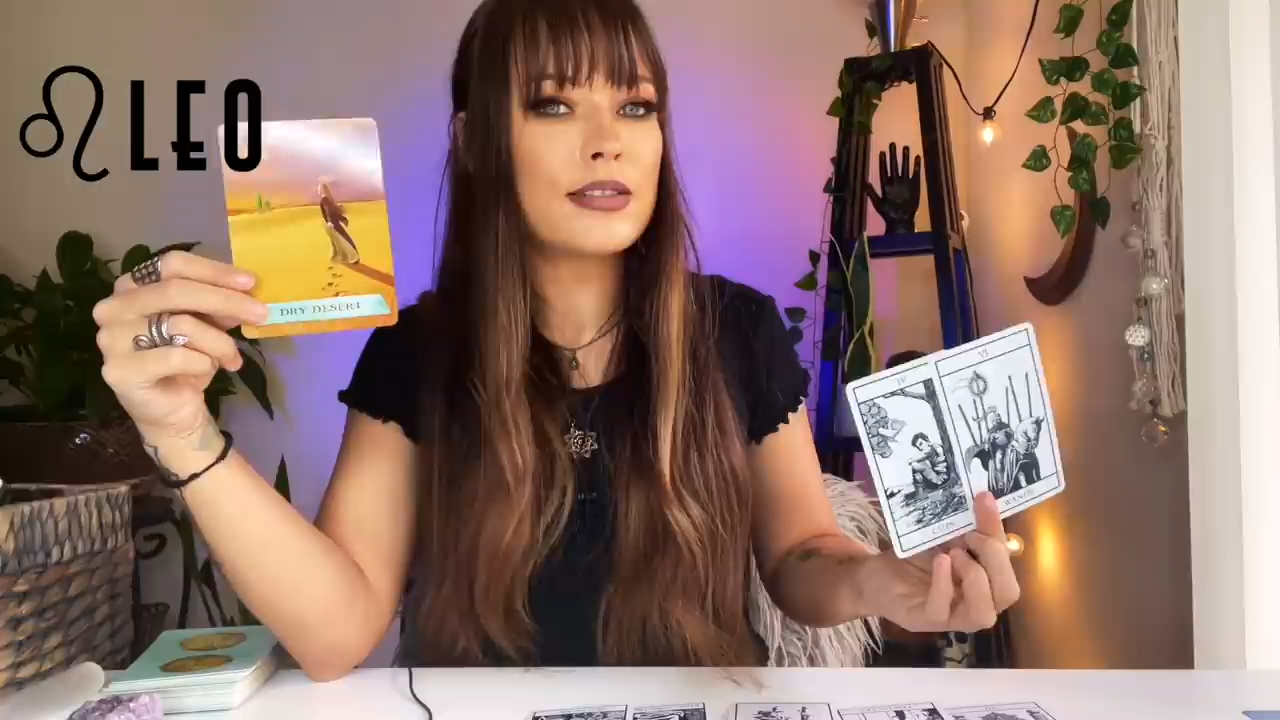 ♌ LEO
DRY DESERT
IV
VI
CUPS
WANDS